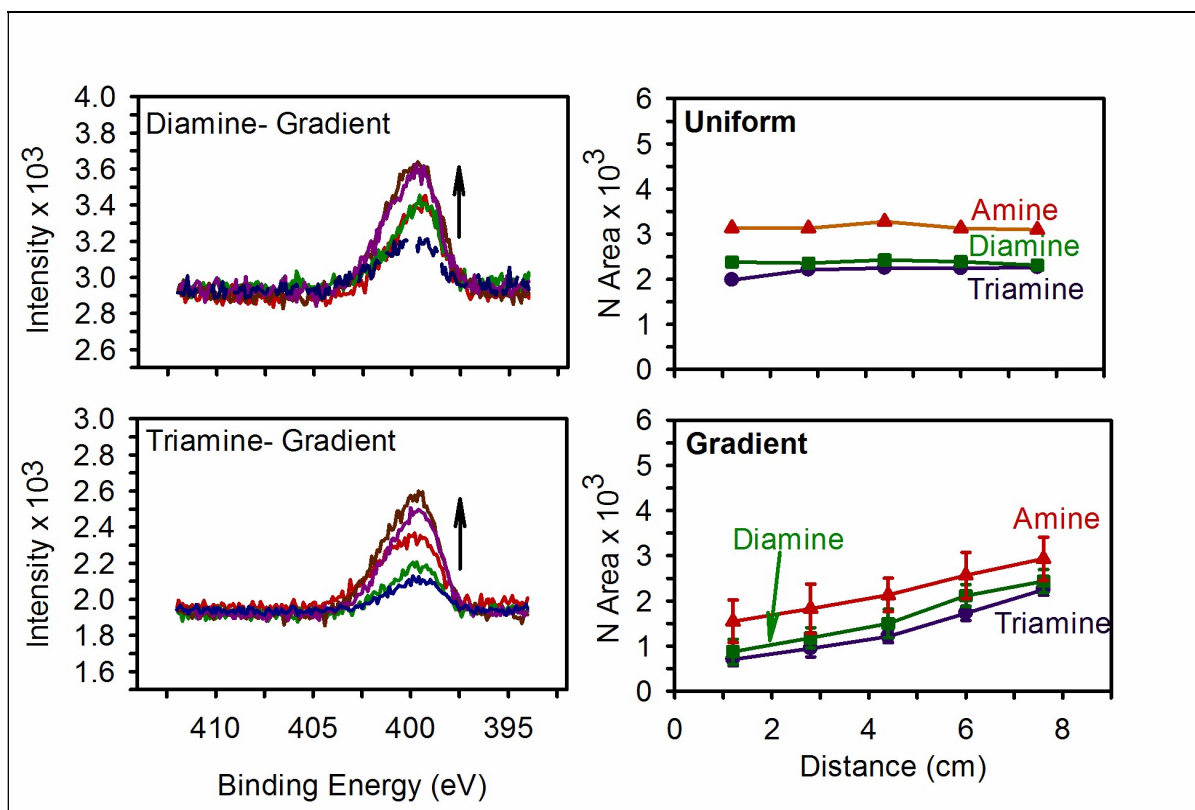 Diamine- Gradient
Intensity x 10³
4.0
3.8
3.6
3.4
3.2
3.0
2.8
2.6
Uniform
N Area x 10³
6
5
4
3
2
1
0
Amine
Diamine
Triamine
Triamine- Gradient
Intensity x 10³
3.0
2.8
2.6
2.4
2.2
2.0
1.8
1.6
410 405 400 395
Binding Energy (eV)
Gradient
N Area x 10³
6
5
4
3
2
1
0
Amine
Diamine
Triamine
0 2 4 6 8
Distance (cm)